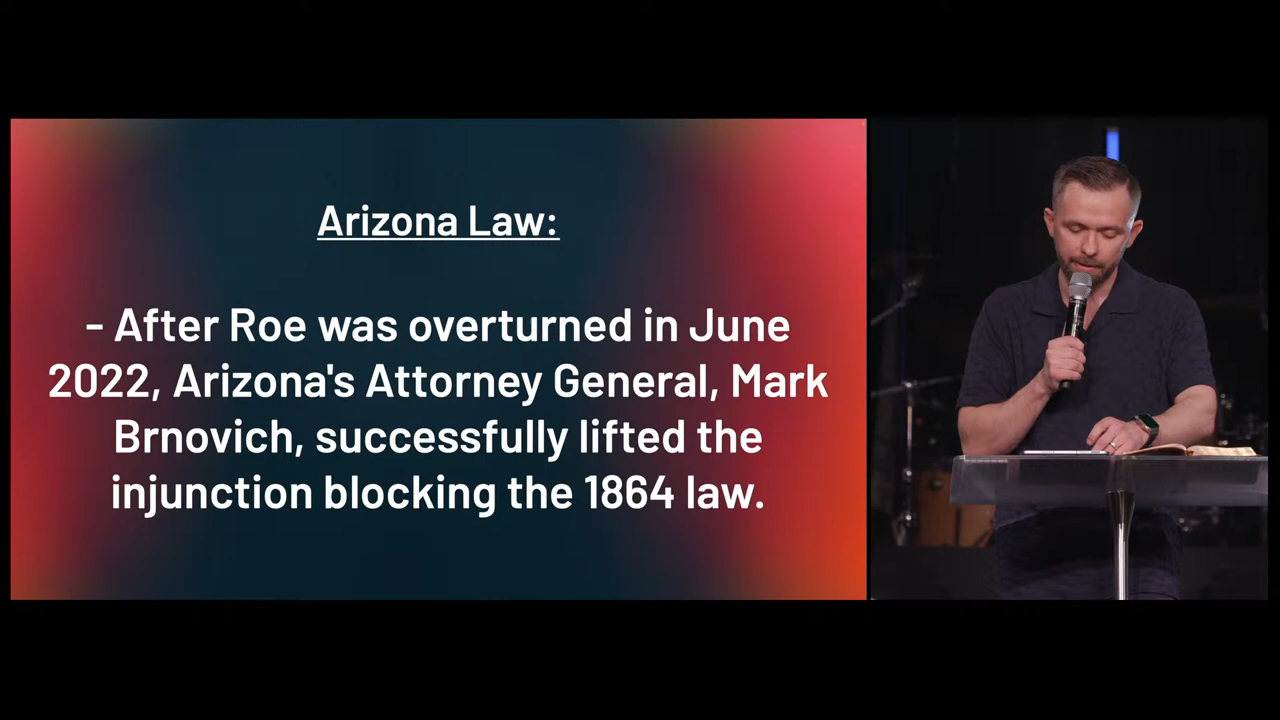 Arizona Law:
- After Roe was overturned in June
2022, Arizona's Attorney General, Mark
Brnovich, successfully lifted the
injunction blocking the 1864 law.